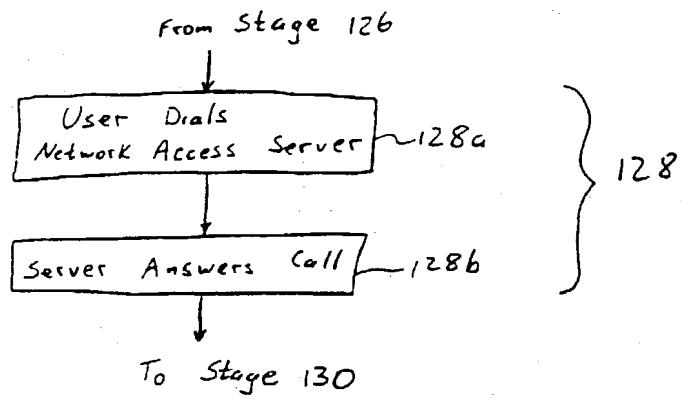 From Stage 126
User Dials
Network Access Server
128a
128
Server Answers Call
128b
To Stage 130